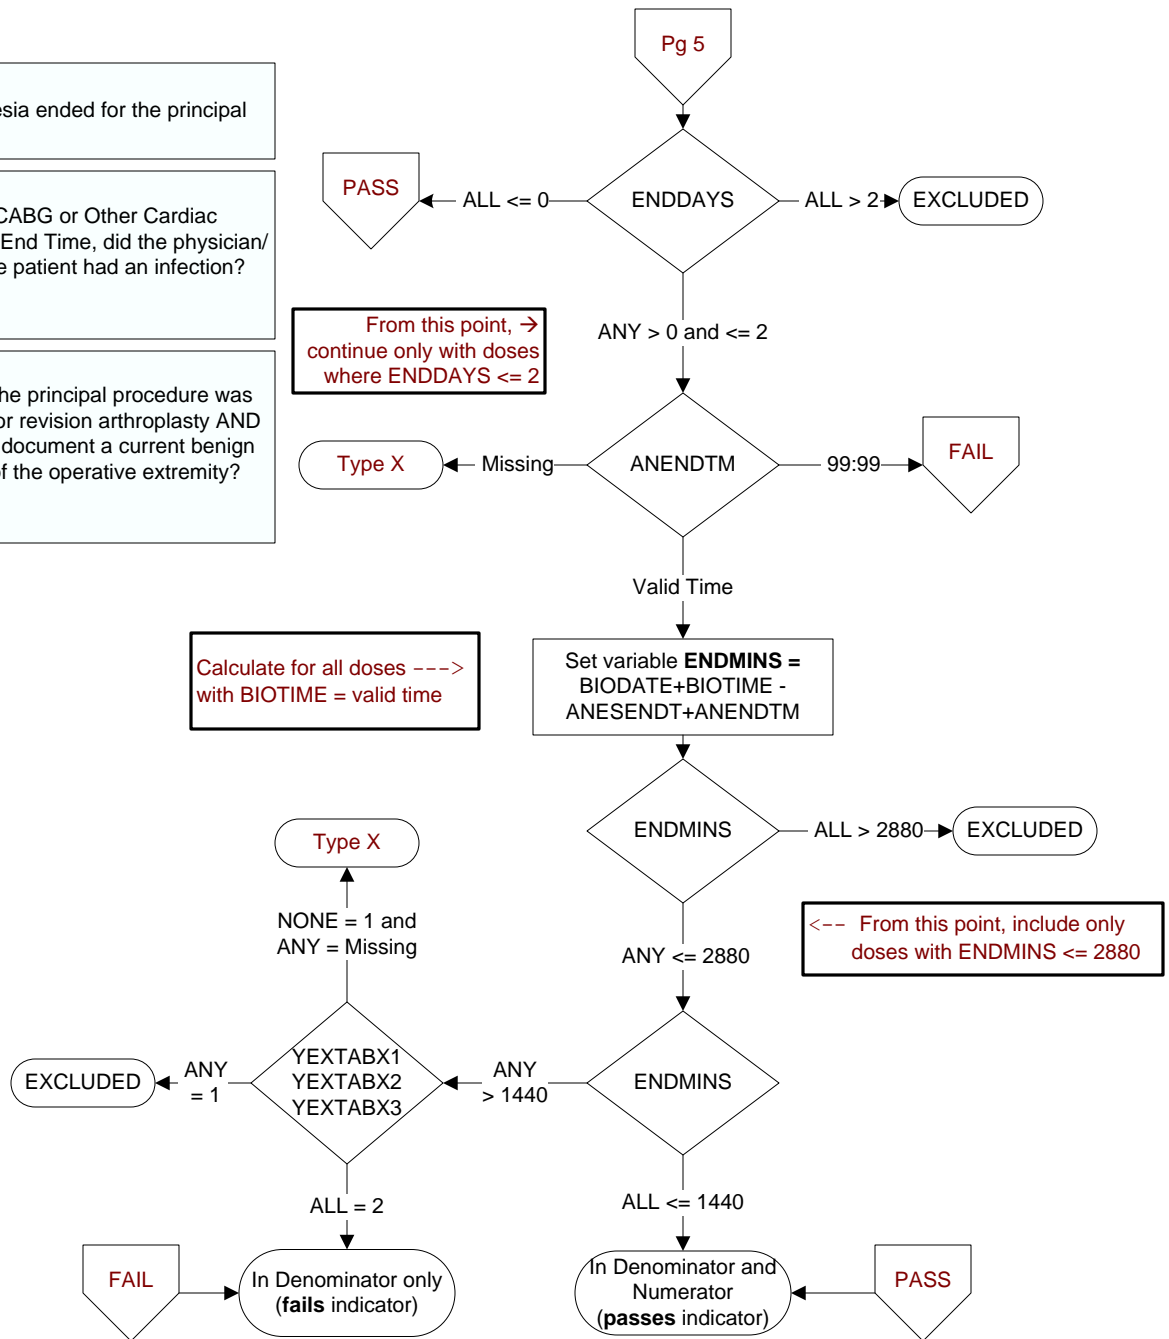 Pg 5
esia ended for the principal
CABG or Other Cardiac
End Time, did the physician/
e patient had an infection?
he principal procedure was
or revision arthroplasty AND
document a current benign
of the operative extremity?
PASS
ALL <= 0
ENDDAYS
ALL > 2
EXCLUDED
From this point, →
continue only with doses
where ENDDAYS <= 2
ANY > 0 and <= 2
Type X
Missing
ANENDTM
99:99
FAIL
Valid Time
Calculate for all doses --->
with BIOTIME = valid time
Set variable ENDMINS =
BIODATE+BIOTIME -
ANESENDT+ANENDTM
ENDMINS
ALL > 2880
EXCLUDED
Type X
NONE = 1 and
ANY = Missing
ANY <= 2880
<-- From this point, include only
doses with ENDMINS <= 2880
EXCLUDED
ANY
= 1
YEXTABX1
YEXTABX2
YEXTABX3
ANY
> 1440
ENDMINS
ALL = 2
ALL <= 1440
FAIL
In Denominator only
(fails indicator)
In Denominator and
Numerator
(passes indicator)
PASS